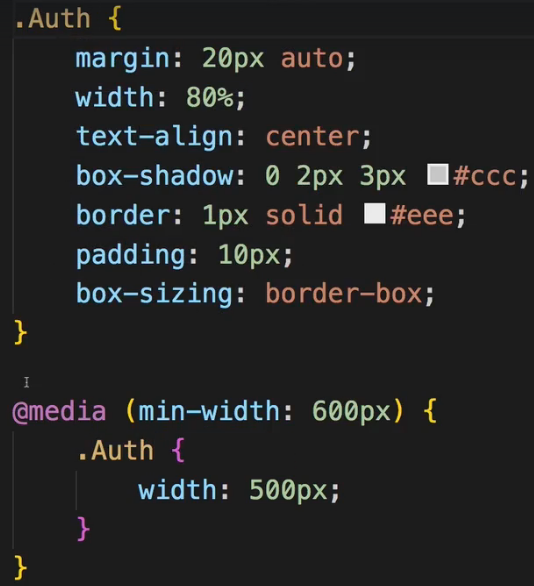 .Auth {
    margin: 20px auto;
    width: 80%;
    text-align: center;
    box-shadow: 0 2px 3px #ccc;
    border: 1px solid #eee;
    padding: 10px;
    box-sizing: border-box;
}
@media (min-width: 600px) {
    .Auth {
        width: 500px;
    }
}